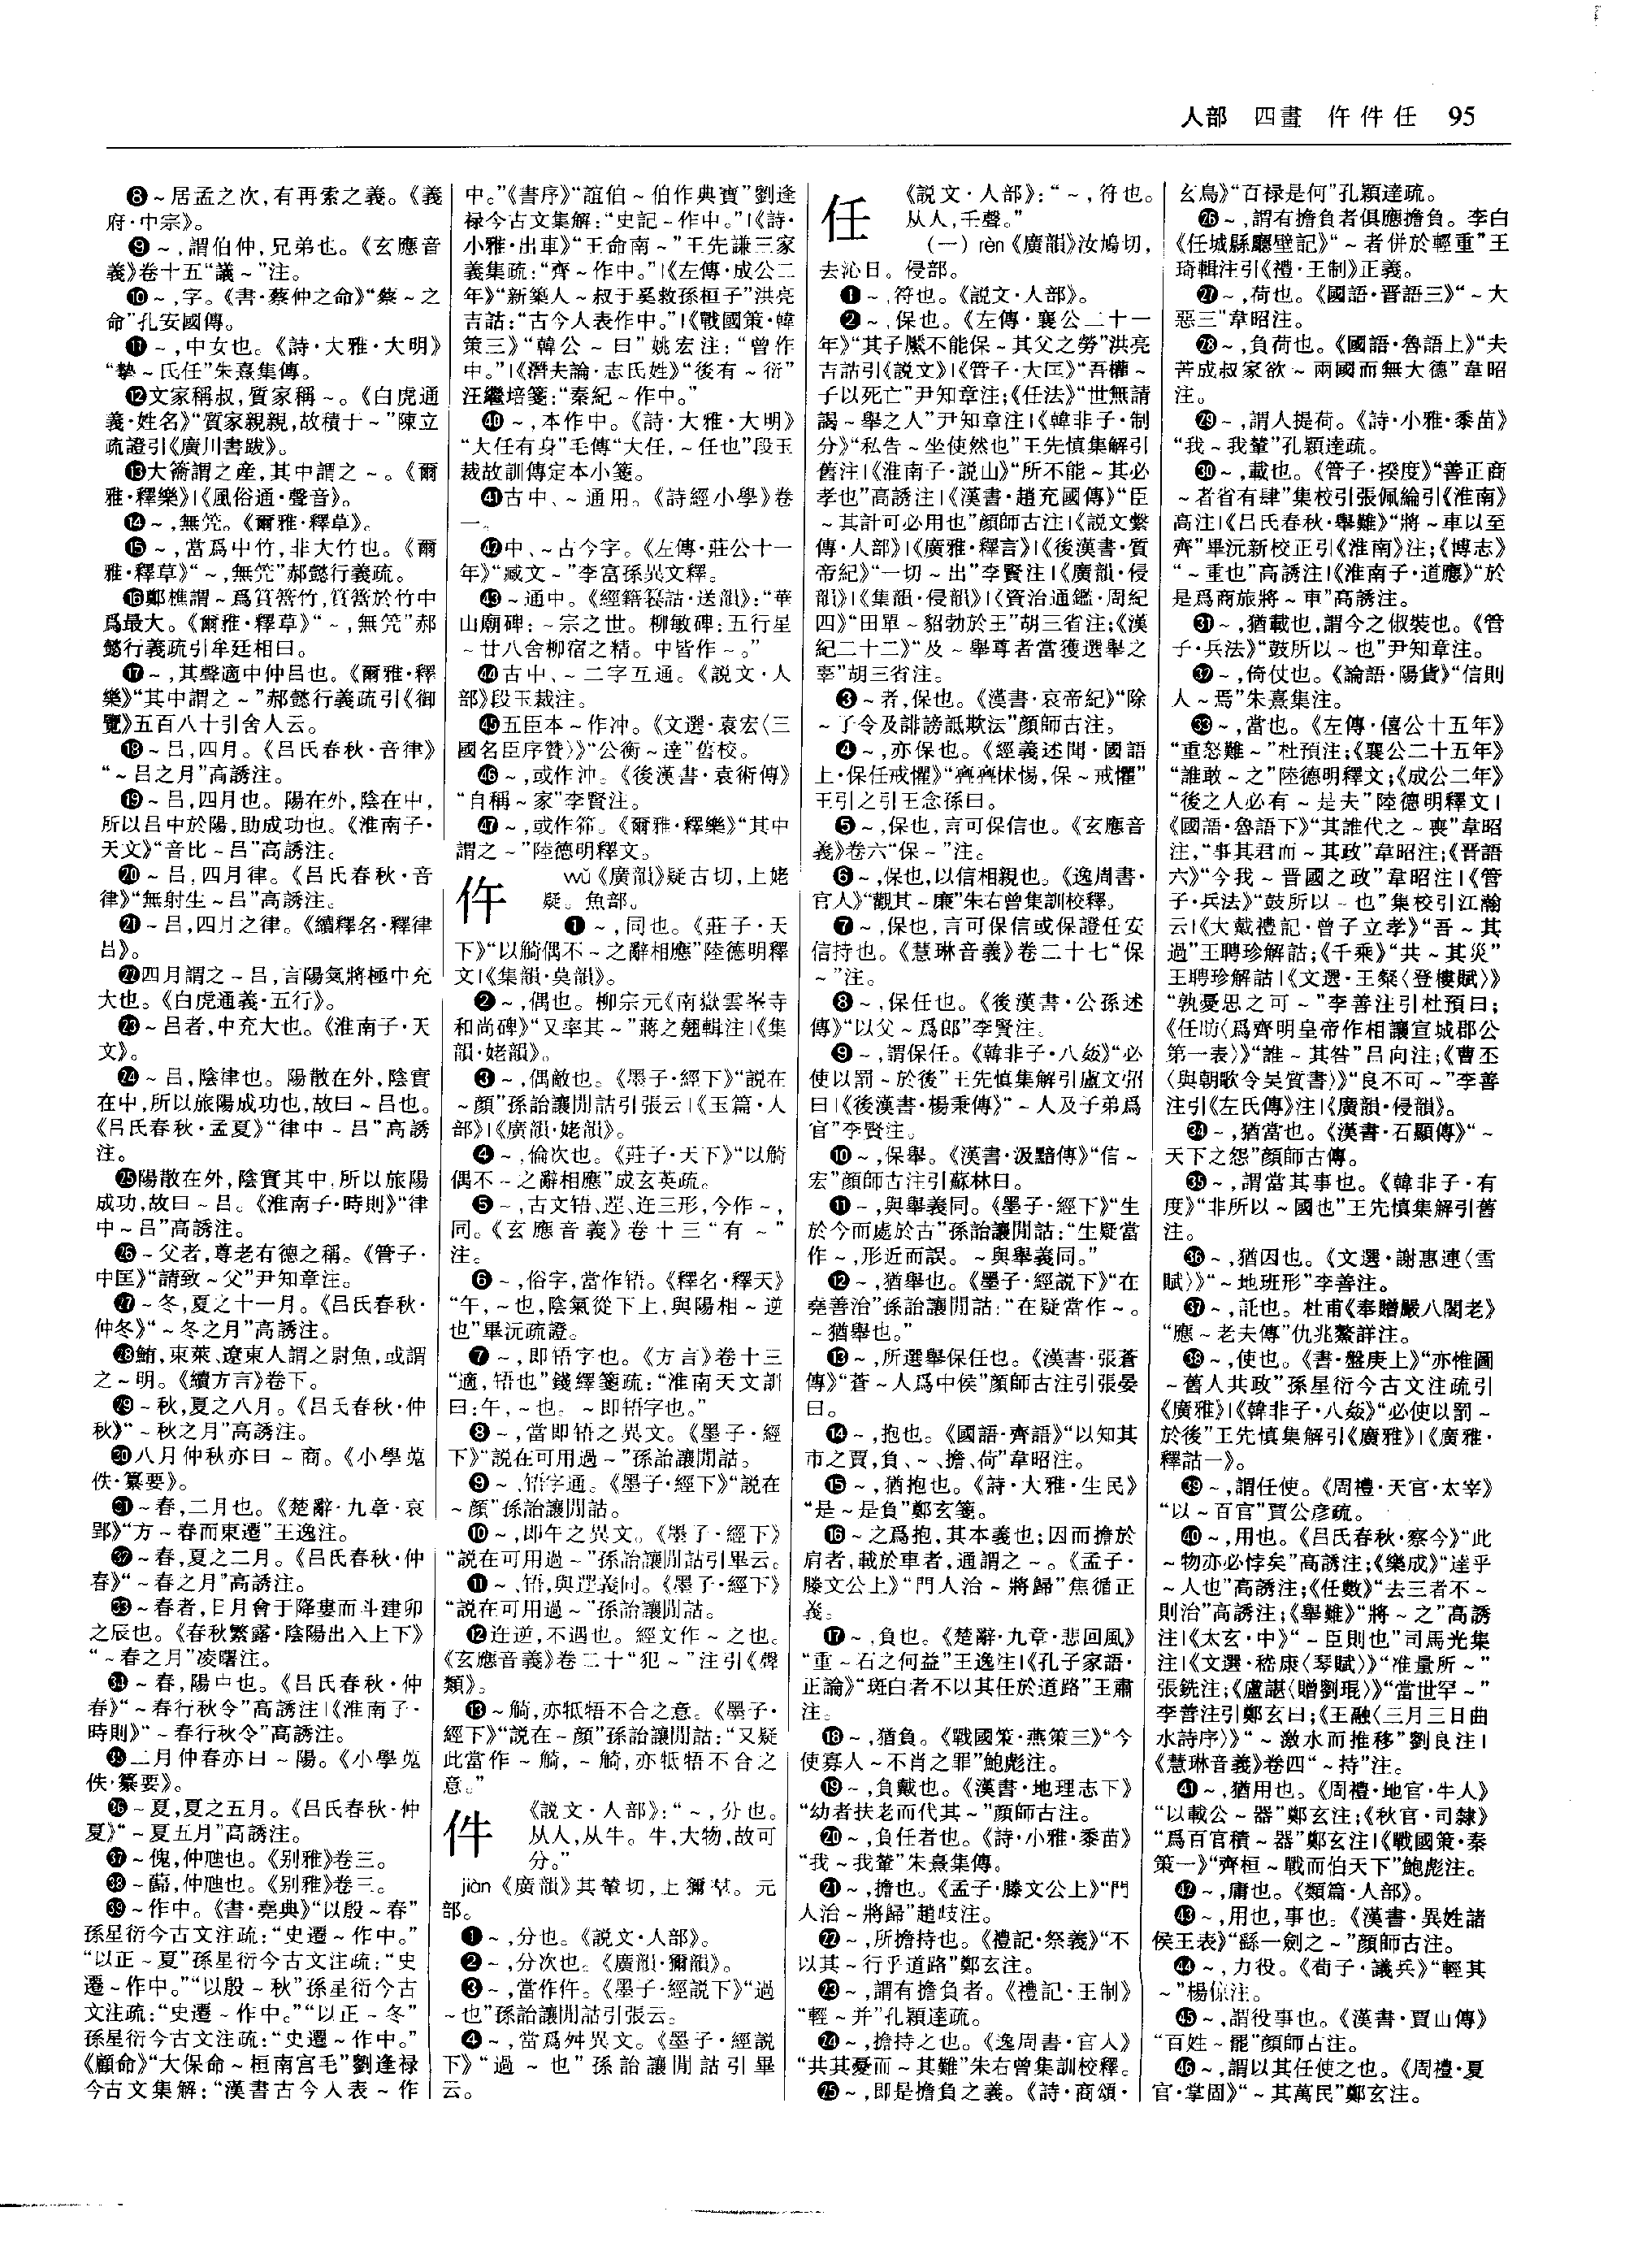 人部 四畫 仵件任 95
❽～居孟之次,有再索之義。《義
府·中宗》。
❾～,謂伯仲,兄弟也。《玄應音
義》卷十五“議～”注。
❿～,字。《書·蔡仲之命》“蔡～之
命”孔安國傳。
⓫～,中女也。《詩·大雅·大明》
“摯～氏任”朱熹集傳。
⓬文家稱叔,質家稱～。《白虎通
義·姓名》“質家親親,故積于～”陳立
疏證引《廣川書跋》。
⓭大籥謂之産,其中謂之～。《爾
雅·釋樂》|《風俗通·聲音》。
⓮～,無笐。《爾雅·釋草》。
⓯～,當爲中竹,非大竹也。《爾
雅·釋草》“～,無笐”郝懿行義疏。
⓰鄭樵謂～爲筼簹竹,筼簹於竹中
爲最大。《爾雅·釋草》“～,無笐”郝
懿行義疏引牟廷相曰。
⓱～,其聲適中仲呂也。《爾雅·釋
樂》“其中謂之～”郝懿行義疏引《御
覽》五百八十引舍人云。
⓲～呂,四月。《呂氏春秋·音律》
“～呂之月”高誘注。
⓳～呂,四月也。陽在外,陰在中,
所以呂中於陽,助成功也。《淮南子·
天文》“音比～呂”高誘注。
⓴～呂,四月律。《呂氏春秋·音
律》“無射生～呂”高誘注。
㉑～呂,四月之律。《續釋名·釋律
呂》。
㉒四月謂之～呂,言陽氣將極中充
大也。《白虎通義·五行》。
㉓～呂者,中充大也。《淮南子·天
文》。
㉔～呂,陰律也。陽散在外,陰實
在中,所以旅陽成功也,故曰～呂也。
《呂氏春秋·孟夏》“律中～呂”高誘
注。
㉕陽散在外,陰實其中,所以旅陽
成功,故曰～呂。《淮南子·時則》“律
中～呂”高誘注。
㉖～父者,尊老有德之稱。《管子·
中匡》“請致～父”尹知章注。
㉗～冬,夏之十一月。《呂氏春秋·
仲冬》“～冬之月”高誘注。
㉘鮪,東萊、遼東人謂之尉魚,或謂
之～明。《續方言》卷下。
㉙～秋,夏之八月。《呂氏春秋·仲
秋》“～秋之月”高誘注。
㉚八月仲秋亦曰～商。《小學蒐
佚·纂要》。
㉛～春,二月也。《楚辭·九章·哀
郢》“方～春而東遷”王逸注。
㉜～春,夏之二月。《呂氏春秋·仲
春》“～春之月”高誘注。
㉝～春者,日月會于降婁而斗建卯
之辰也。《春秋繁露·陰陽出入上下》
“～春之月”凌曙注。
㉞～春,陽中也。《呂氏春秋·仲
春》“～春行秋令”高誘注|《淮南子·
時則》“～春行秋令”高誘注。
㉟二月仲春亦曰～陽。《小學蒐
佚·纂要》。
㊱～夏,夏之五月。《呂氏春秋·仲
夏》“～夏五月”高誘注。
㊲～傀,仲虺也。《別雅》卷三。
㊳～蘬,仲虺也。《別雅》卷三。
㊴～作中。《書·堯典》“以殷～春”
孫星衍今古文注疏:“史遷～作中。”
“以正～夏”孫星衍今古文注疏:“史
遷～作中。”“以殷～秋”孫星衍今古
文注疏:“史遷～作中。”“以正～冬”
孫星衍今古文注疏:“史遷～作中。”
《顧命》“大保命～桓南宮毛”劉逢禄
今古文集解:“漢書古今人表～作
中。”《書序》“誼伯～伯作典寶”劉逢
禄今古文集解:“史記～作中。”|《詩·
小雅·出車》“王命南～”王先謙三家
義集疏:“齊～作中。”|《左傳·成公二
年》“新築人～叔于奚救孫桓子”洪亮
吉詁:“古今人表作中。”|《戰國策·韓
策三》“韓公～曰”姚宏注:“曾作
中。”|《潛夫論·志氏姓》“後有～衍”
汪繼培箋:“秦紀～作中。”
㊵～,本作中。《詩·大雅·大明》
“大任有身”毛傳“大任,～任也”段玉
裁故訓傳定本小箋。
㊶古中、～通用。《詩經小學》卷
一。
㊷中、～古今字。《左傳·莊公十一
年》“臧文～”李富孫異文釋。
㊸～通中。《經籍籑詁·送韻》:“華
山廟碑:～宗之世。柳敏碑:五行星
～廿八舍柳宿之精。中皆作～。”
㊹古中、～二字互通。《説文·人
部》段玉裁注。
㊺五臣本～作沖。《文選·袁宏〈三
國名臣序贊〉》“公衡～達”舊校。
㊻～,或作沖。《後漢書·袁術傳》
“自稱～家”李賢注。
㊼～,或作筗。《爾雅·釋樂》“其中
謂之～”陸德明釋文。
仵
wǔ《廣韻》疑古切,上姥
疑。魚部。
❶～,同也。《莊子·天
下》“以觭偶不～之辭相應”陸德明釋
文|《集韻·莫韻》。
❷～,偶也。柳宗元《南嶽雲峯寺
和尚碑》“又率其～”蔣之翹輯注|《集
韻·姥韻》。
❸～,偶敵也。《墨子·經下》“説在
～顏”孫詒讓閒詁引張云|《玉篇·人
部》|《廣韻·姥韻》。
❹～,倫次也。《莊子·天下》“以觭
偶不～之辭相應”成玄英疏。
❺～,古文啎、遻、迕三形,今作～,
同。《玄應音義》卷十三“有～”
注。
❻～,俗字,當作啎。《釋名·釋天》
“午,～也,陰氣從下上,與陽相～逆
也”畢沅疏證。
❼～,即啎字也。《方言》卷十三
“適,啎也”錢繹箋疏:“淮南天文訓
曰:午,～也。～即啎字也。”
❽～,當即啎之異文。《墨子·經
下》“説在可用過～”孫詒讓閒詁。
❾～、啎字通。《墨子·經下》“説在
～顏”孫詒讓閒詁。
❿～,即午之異文。《墨子·經下》
“説在可用過～”孫詒讓閒詁引畢云。
⓫～、啎,與遻義同。《墨子·經下》
“説在可用過～”孫詒讓閒詁。
⓬迕逆,不遇也。經文作～之也。
《玄應音義》卷二十“犯～”注引《聲
類》。
⓭～觭,亦牴牾不合之意。《墨子·
經下》“説在～顏”孫詒讓閒詁:“又疑
此當作～觭,～觭,亦牴牾不合之
意。”
件
《説文·人部》:“～,分也。
从人,从牛。牛,大物,故可
分。”
jiàn《廣韻》其輦切,上獮羣。元
部。
❶～,分也。《説文·人部》。
❷～,分次也。《廣韻·獮韻》。
❸～,當作仵。《墨子·經説下》“過
～也”孫詒讓閒詁引張云。
❹～,當爲舛異文。《墨子·經説
下》“過～也”孫詒讓閒詁引畢
云。
任
《説文·人部》:“～,符也。
从人,壬聲。”
(一) rèn《廣韻》汝鴆切,
去沁日。侵部。
❶～,符也。《説文·人部》。
❷～,保也。《左傳·襄公二十一
年》“其子黶不能保～其父之勞”洪亮
吉詁引《説文》|《管子·大匡》“吾權～
子以死亡”尹知章注;《任法》“世無請
謁～舉之人”尹知章注|《韓非子·制
分》“私告～坐使然也”王先慎集解引
舊注|《淮南子·説山》“所不能～其必
孝也”高誘注|《漢書·趙充國傳》“臣
～其計可必用也”顏師古注|《説文繫
傳·人部》|《廣雅·釋言》|《後漢書·質
帝紀》“一切～出”李賢注|《廣韻·侵
韻》|《集韻·侵韻》|《資治通鑑·周紀
四》“田單～貂勃於王”胡三省注;《漢
紀二十二》“及～舉尊者當獲選舉之
辜”胡三省注。
❸～者,保也。《漢書·哀帝紀》“除
～子令及誹謗詆欺法”顏師古注。
❹～,亦保也。《經義述聞·國語
上·保任戒懼》“齊齊怵惕,保～戒懼”
王引之引王念孫曰。
❺～,保也,言可保信也。《玄應音
義》卷六“保～”注。
❻～,保也,以信相親也。《逸周書·
官人》“觀其～廉”朱右曾集訓校釋。
❼～,保也,言可保信或保證任安
信持也。《慧琳音義》卷二十七“保
～”注。
❽～,保任也。《後漢書·公孫述
傳》“以父～爲郎”李賢注。
❾～,謂保任。《韓非子·八姦》“必
使以罰～於後”王先慎集解引盧文弨
曰|《後漢書·楊秉傳》“～人及子弟爲
官”李賢注。
❿～,保舉。《漢書·汲黯傳》“信～
宏”顏師古注引蘇林曰。
⓫～,與舉義同。《墨子·經下》“生
於今而處於古”孫詒讓閒詁:“生疑當
作～,形近而誤。～與舉義同。”
⓬～,猶舉也。《墨子·經説下》“在
堯善治”孫詒讓閒詁:“在疑當作～。
～猶舉也。”
⓭～,所選舉保任也。《漢書·張蒼
傳》“蒼～人爲中侯”顏師古注引張晏
曰。
⓮～,抱也。《國語·齊語》“以知其
市之賈,負、～、擔、荷”韋昭注。
⓯～,猶抱也。《詩·大雅·生民》
“是～是負”鄭玄箋。
⓰～之爲抱,其本義也;因而擔於
肩者,載於車者,通謂之～。《孟子·
滕文公上》“門人治～將歸”焦循正
義。
⓱～,負也。《楚辭·九章·悲回風》
“重～石之何益”王逸注|《孔子家語·
正論》“斑白者不以其任於道路”王肅
注。
⓲～,猶負。《戰國策·燕策三》“今
使寡人～不肖之罪”鮑彪注。
⓳～,負戴也。《漢書·地理志下》
“幼者扶老而代其～”顏師古注。
⓴～,負任者也。《詩·小雅·黍苗》
“我～我輦”朱熹集傳。
㉑～,擔也。《孟子·滕文公上》“門
人治～將歸”趙岐注。
㉒～,所擔持也。《禮記·祭義》“不
以其～行乎道路”鄭玄注。
㉓～,謂有擔負者。《禮記·王制》
“輕～并”孔穎達疏。
㉔～,擔持之也。《逸周書·官人》
“共其憂而～其難”朱右曾集訓校釋。
㉕～,即是擔負之義。《詩·商頌·
玄鳥》“百禄是何”孔穎達疏。
㉖～,謂有擔負者俱應擔負。李白
《任城縣廳壁記》“～者併於輕重”王
琦輯注引《禮·王制》正義。
㉗～,荷也。《國語·晋語三》“～大
惡三”韋昭注。
㉘～,負荷也。《國語·魯語上》“夫
苦成叔家欲～兩國而無大德”韋昭
注。
㉙～,謂人提荷。《詩·小雅·黍苗》
“我～我輦”孔穎達疏。
㉚～,載也。《管子·揆度》“善正商
～者省有肆”集校引張佩綸引《淮南》
高注|《呂氏春秋·舉難》“將～車以至
齊”畢沅新校正引《淮南》注;《博志》
“～重也”高誘注|《淮南子·道應》“於
是爲商旅將～車”高誘注。
㉛～,猶載也,謂今之俶裝也。《管
子·兵法》“鼓所以～也”尹知章注。
㉜～,倚仗也。《論語·陽貨》“信則
人～焉”朱熹集注。
㉝～,當也。《左傳·僖公十五年》
“重怒難～”杜預注;《襄公二十五年》
“誰敢～之”陸德明釋文;《成公二年》
“後之人必有～是夫”陸德明釋文|
《國語·魯語下》“其誰代之～喪”韋昭
注,“事其君而～其政”韋昭注;《晋語
六》“今我～晋國之政”韋昭注|《管
子·兵法》“鼓所以～也”集校引江瀚
云|《大戴禮記·曾子立孝》“吾～其
過”王聘珍解詁;《千乘》“共～其災”
王聘珍解詁|《文選·王粲〈登樓賦〉》
“孰憂思之可～”李善注引杜預曰;
《任昉〈爲齊明皇帝作相讓宣城郡公
第一表〉》“誰～其咎”呂向注;《曹丕
〈與朝歌令吴質書〉》“良不可～”李善
注引《左氏傳》注|《廣韻·侵韻》。
㉞～,猶當也。《漢書·石顯傳》“～
天下之怨”顏師古傳。
㉟～,謂當其事也。《韓非子·有
度》“非所以～國也”王先慎集解引舊
注。
㊱～,猶因也。《文選·謝惠連〈雪
賦〉》“～地班形”李善注。
㊲～,託也。杜甫《奉贈嚴八閣老》
“應～老夫傳”仇兆鰲詳注。
㊳～,使也。《書·盤庚上》“亦惟圖
～舊人共政”孫星衍今古文注疏引
《廣雅》|《韓非子·八姦》“必使以罰～
於後”王先慎集解引《廣雅》|《廣雅·
釋詁一》。
㊴～,謂任使。《周禮·天官·太宰》
“以～百官”賈公彦疏。
㊵～,用也。《呂氏春秋·察今》“此
～物亦必悖矣”高誘注;《樂成》“達乎
～人也”高誘注;《任數》“去三者不～
則治”高誘注;《舉難》“將～之”高誘
注|《太玄·中》“～臣則也”司馬光集
注|《文選·嵇康〈琴賦〉》“准量所～”
張銑注;《盧諶〈贈劉琨〉》“當世罕～”
李善注引鄭玄曰;《王融〈三月三日曲
水詩序〉》“～激水而推移”劉良注|
《慧琳音義》卷四“～持”注。
㊶～,猶用也。《周禮·地官·牛人》
“以載公～器”鄭玄注;《秋官·司隸》
“爲百官積～器”鄭玄注|《戰國策·秦
策一》“齊桓～戰而伯天下”鮑彪注。
㊷～,庸也。《類篇·人部》。
㊸～,用也,事也。《漢書·異姓諸
侯王表》“繇一劍之～”顏師古注。
㊹～,力役。《荀子·議兵》“輕其
～”楊倞注。
㊺～,謂役事也。《漢書·賈山傳》
“百姓～罷”顏師古注。
㊻～,謂以其任使之也。《周禮·夏
官·掌固》“～其萬民”鄭玄注。